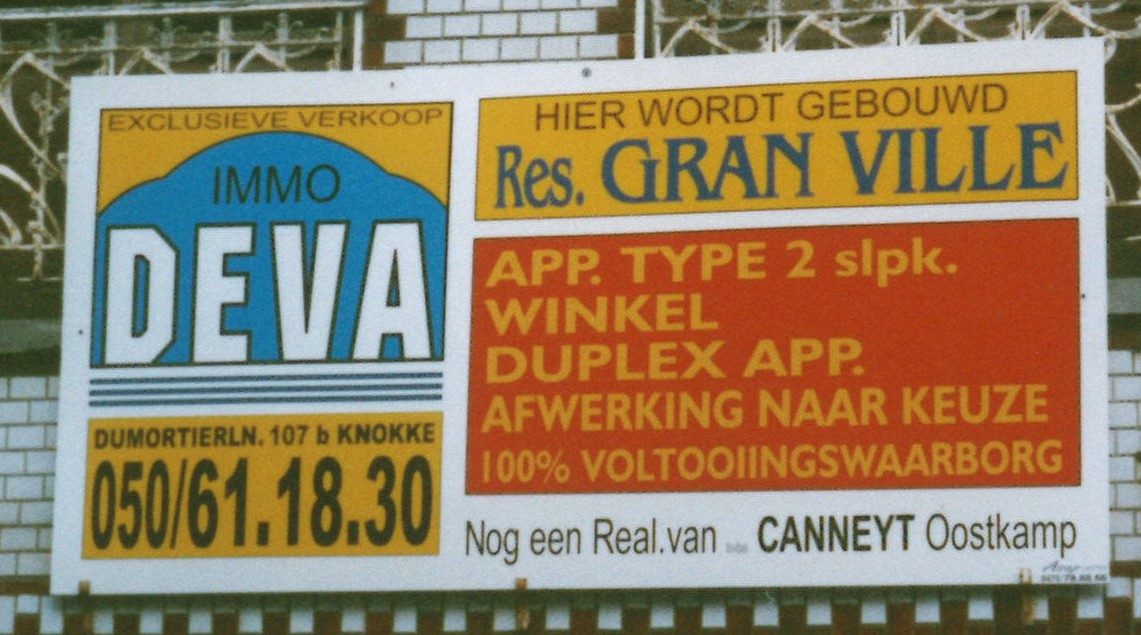 EXCLUSIEVE VERKOOP
IMMO
DEVA
DUMORTIERLN. 107 b KNOKKE
050/61.18.30
HIER WORDT GEBOUWD
Res. GRAN VILLE
APP. TYPE 2 slpk.
WINKEL
DUPLEX APP.
AFWERKING NAAR KEUZE
100% VOLTOOIINGSWAARBORG
Nog een Real.van bvba CANNEYT Oostkamp